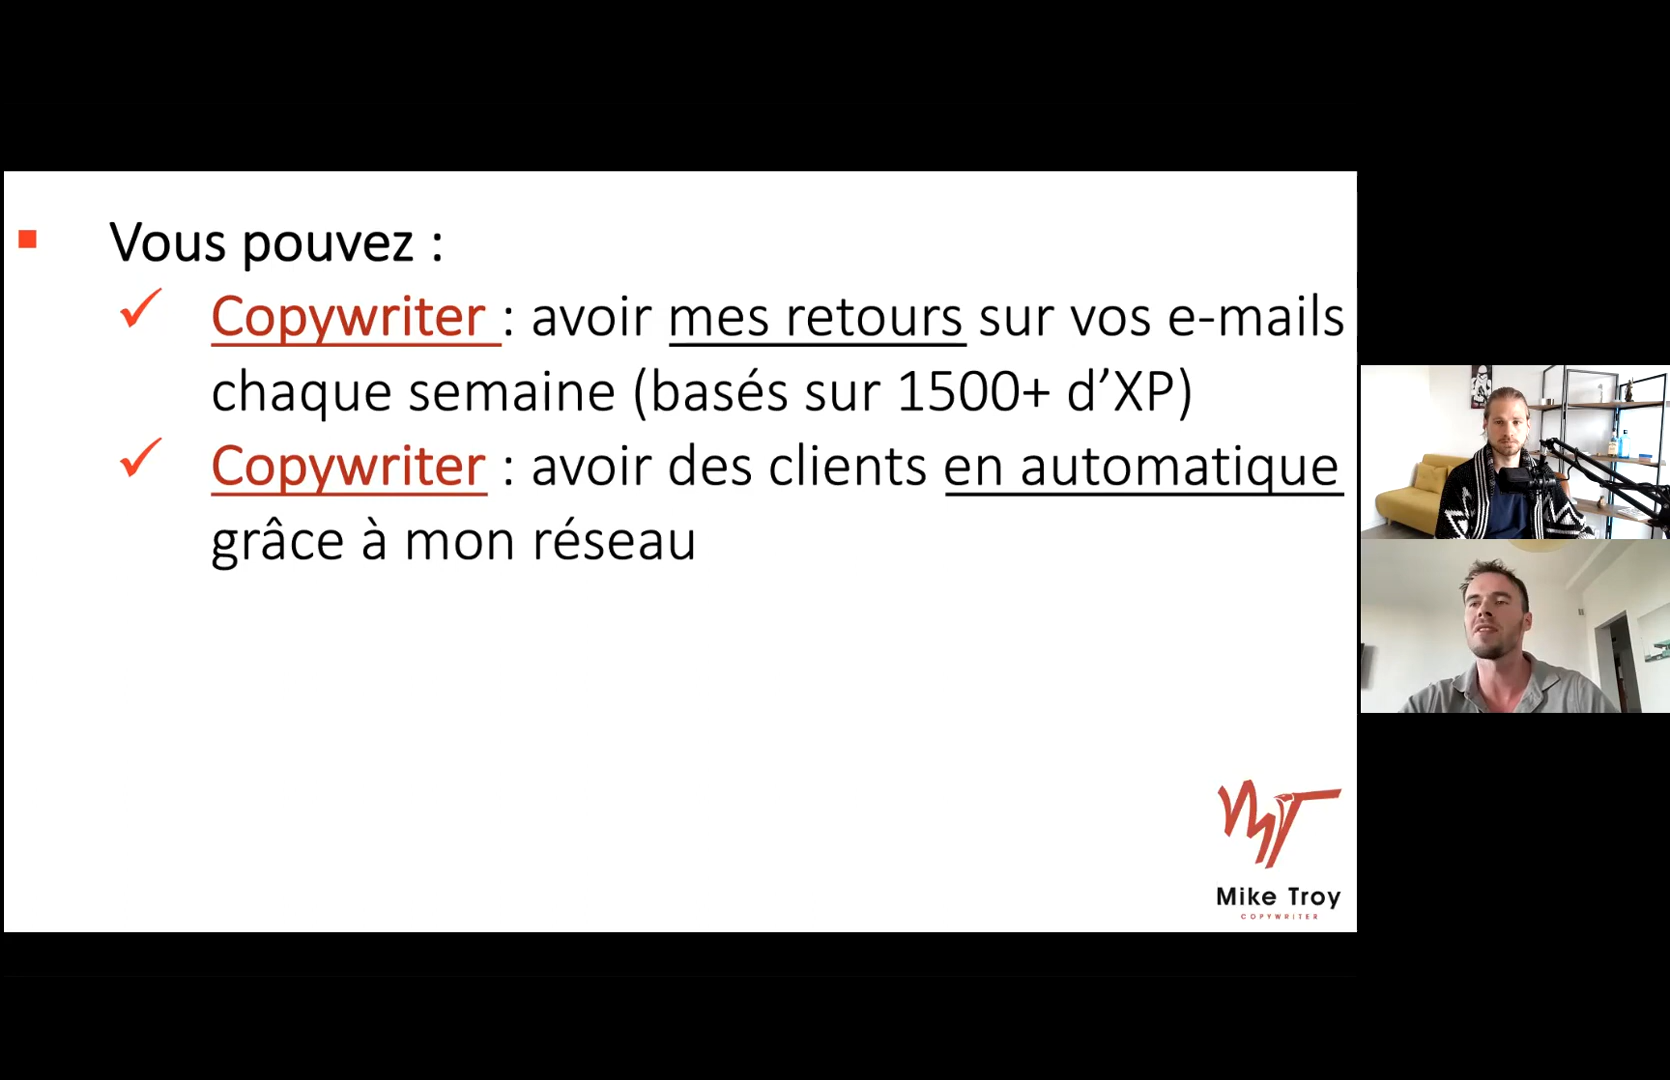 Vous pouvez :
Copywriter : avoir mes retours sur vos e-mails
chaque semaine (basés sur 1500+ d’XP)
Copywriter : avoir des clients en automatique
grâce à mon réseau
Mike Troy
COPYWRITER